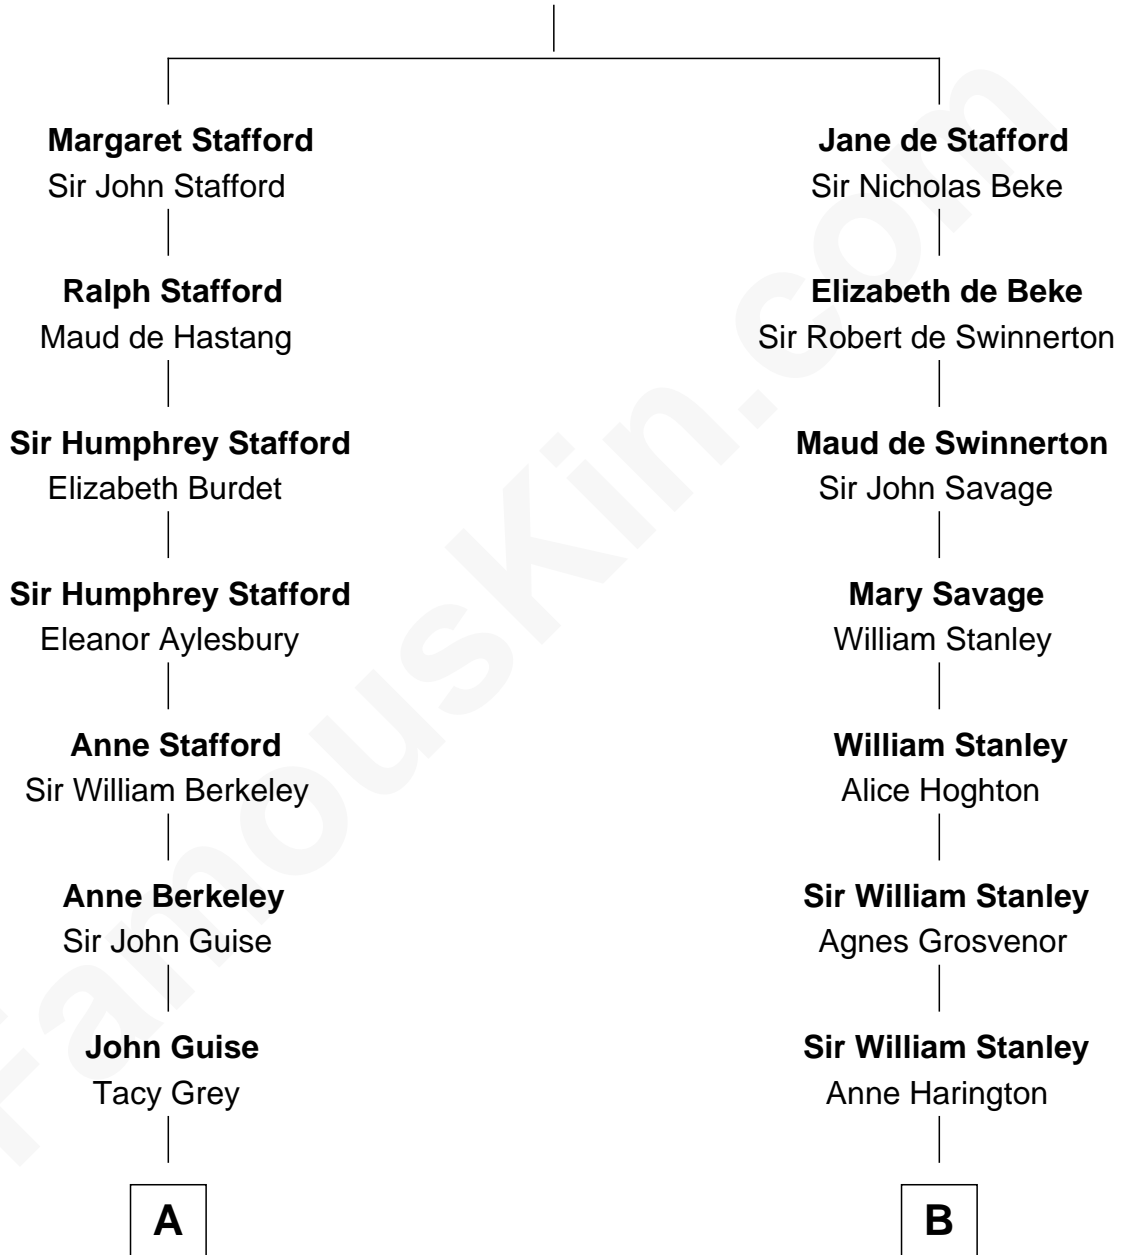 Margaret Stafford
Sir John Stafford
Ralph Stafford
Maud de Hastang
Sir Humphrey Stafford
Elizabeth Burdet
Sir Humphrey Stafford
Eleanor Aylesbury
Anne Stafford
Sir William Berkeley
Anne Berkeley
Sir John Guise
John Guise
Tacy Grey
A
Jane de Stafford
Sir Nicholas Beke
Elizabeth de Beke
Sir Robert de Swinnerton
Maud de Swinnerton
Sir John Savage
Mary Savage
William Stanley
William Stanley
Alice Hoghton
Sir William Stanley
Agnes Grosvenor
Sir William Stanley
Anne Harington
B
FamousKin.com